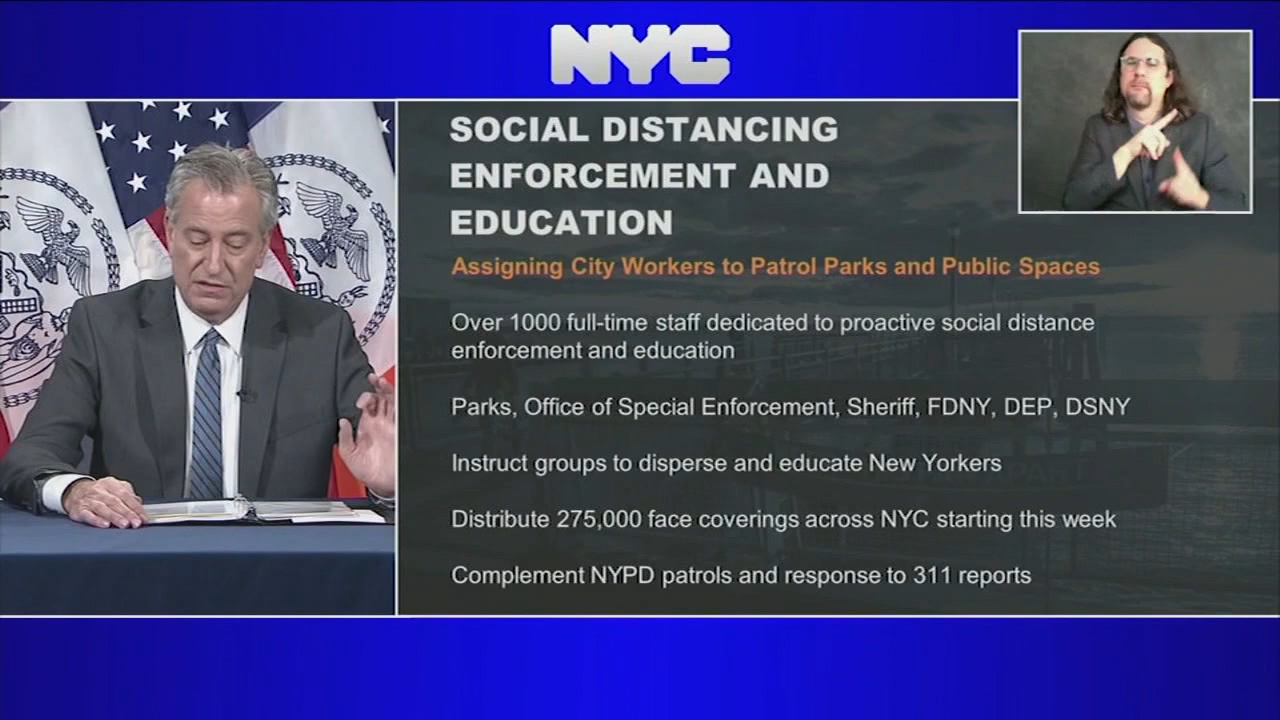 NYC
SOCIAL DISTANCING
ENFORCEMENT AND
EDUCATION
Assigning City Workers to Patrol Parks and Public Spaces
Over 1000 full-time staff dedicated to proactive social distance
enforcement and education
Parks, Office of Special Enforcement, Sheriff, FDNY, DEP, DSNY
Instruct groups to disperse and educate New Yorkers
Distribute 275,000 face coverings across NYC starting this week
Complement NYPD patrols and response to 311 reports